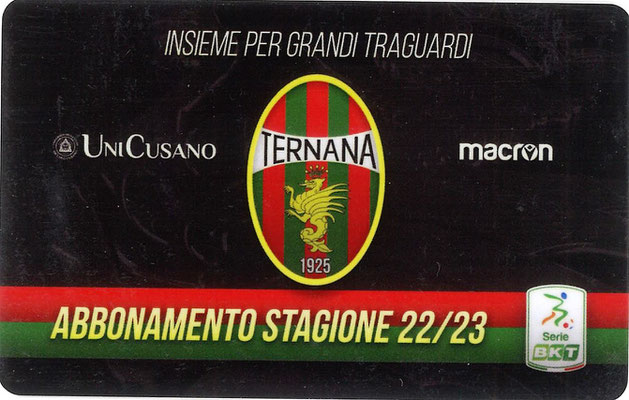 INSIEME PER GRANDI TRAGUARDI
UNICUSANO
TERNANA
1925
macron
ABBONAMENTO STAGIONE 22/23
Serie
BKT